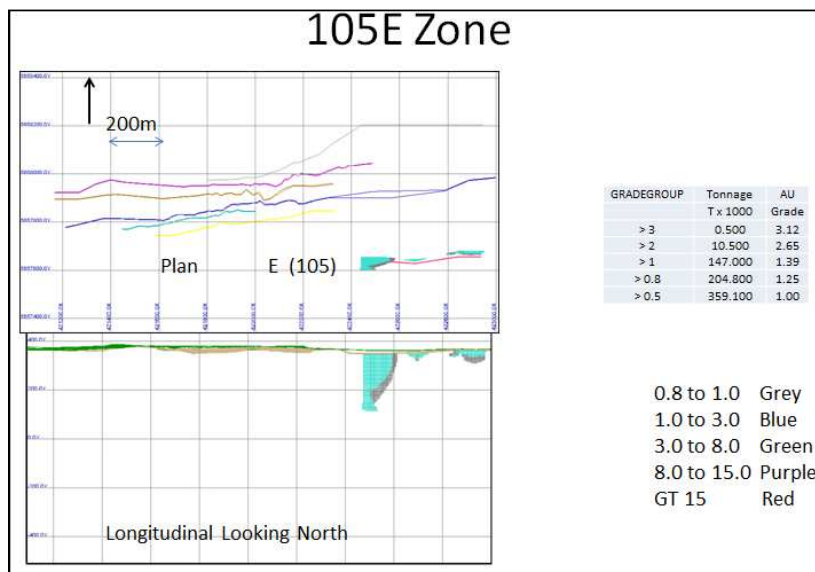 105E Zone
200m
Plan
E (105)
Longitudinal Looking North
GRADEGROUP Tonnage AU
T x 1000 Grade
> 3 0.500 3.12
> 2 10.500 2.65
> 1 147.000 1.39
> 0.8 204.800 1.25
> 0.5 359.100 1.00
0.8 to 1.0 Grey
1.0 to 3.0 Blue
3.0 to 8.0 Green
8.0 to 15.0 Purple
GT 15 Red